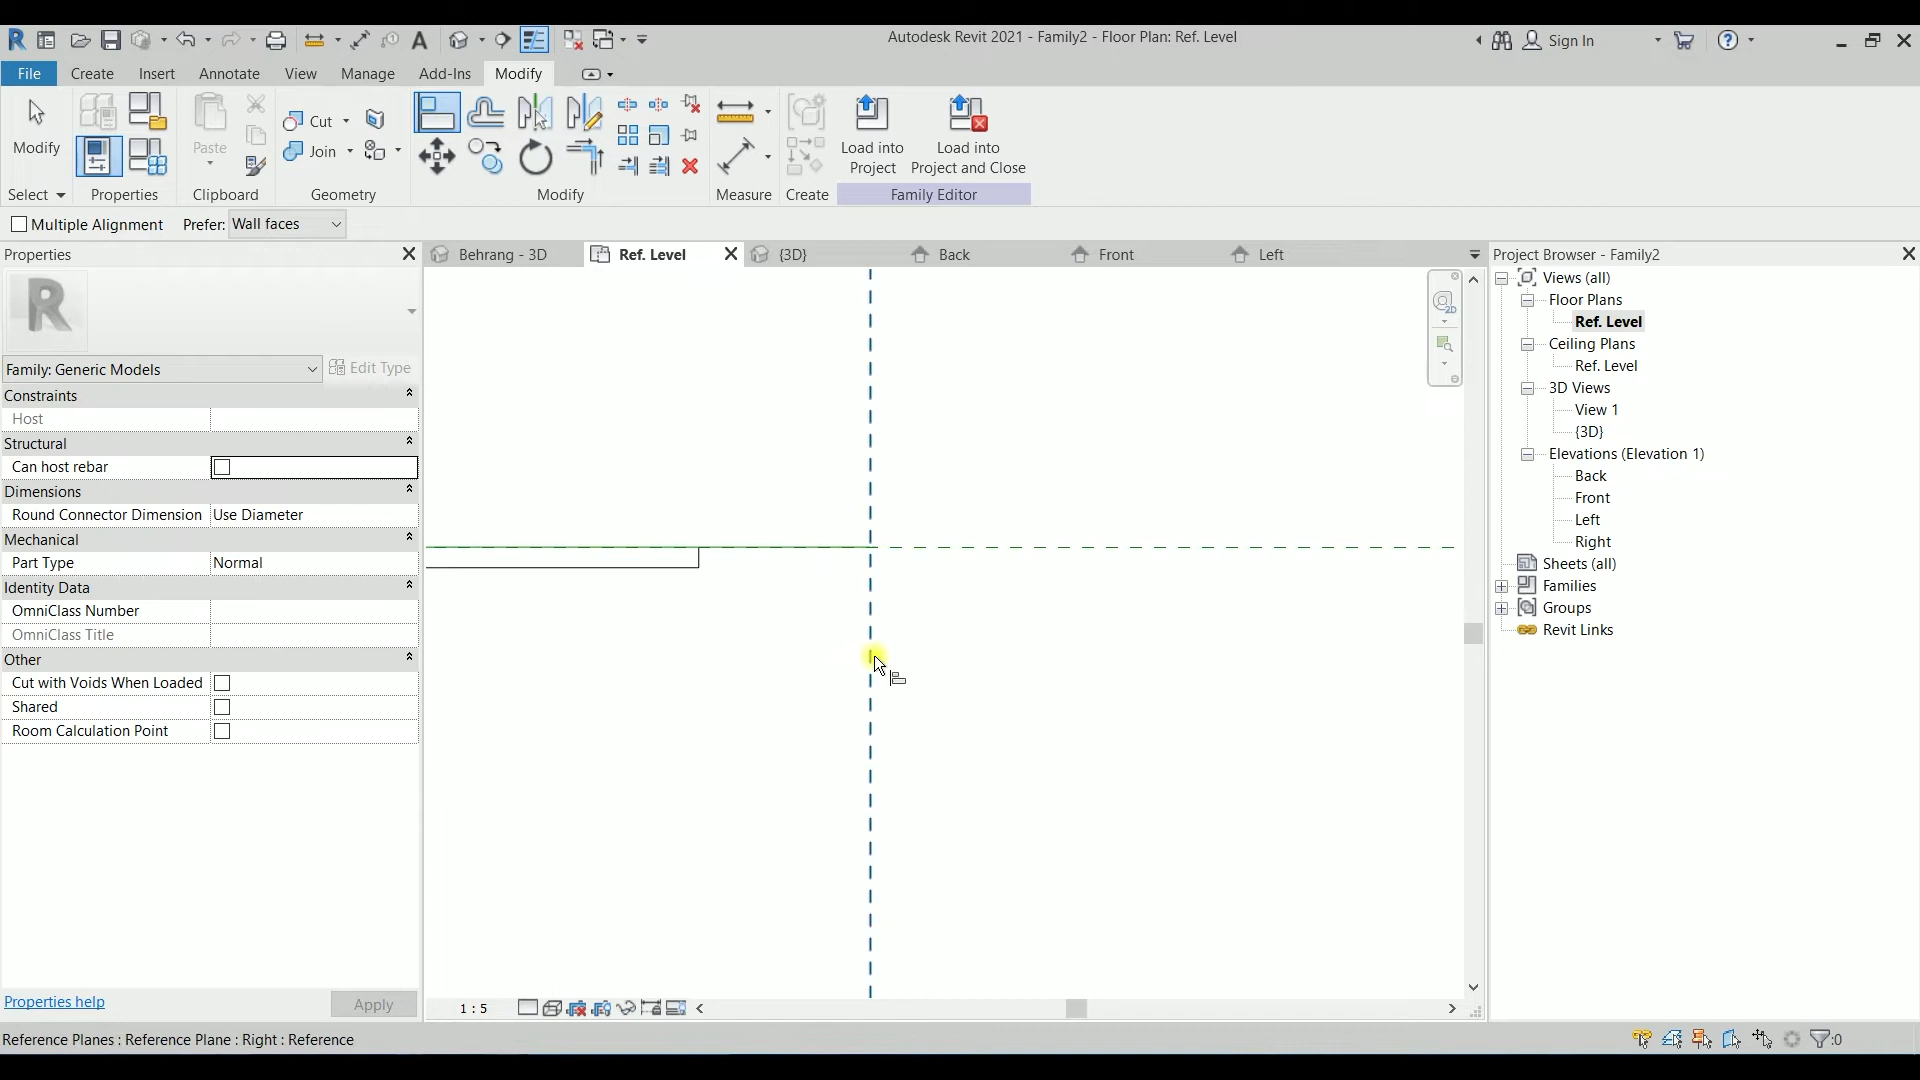 Autodesk Revit 2021 - Family2 - Floor Plan: Ref. Level
Sign In
File
Create
Insert
Annotate
View
Manage
Add-Ins
Modify
Modify
Paste
Cut
Join
Load into
Project
Load into
Project and Close
Select
Properties
Clipboard
Geometry
Modify
Measure
Create
Family Editor
Multiple Alignment
Prefer:
Wall faces
Properties
Behrang - 3D
Ref. Level
{3D}
Back
Front
Left
Project Browser - Family2
R
Family: Generic Models
Edit Type
Constraints
Host
Structural
Can host rebar
Dimensions
Round Connector Dimension
Use Diameter
Mechanical
Part Type
Normal
Identity Data
OmniClass Number
OmniClass Title
Other
Cut with Voids When Loaded
Shared
Room Calculation Point
Properties help
Apply
2D
Views (all)
Floor Plans
Ref. Level
Ceiling Plans
Ref. Level
3D Views
View 1
{3D}
Elevations (Elevation 1)
Back
Front
Left
Right
Sheets (all)
Families
Groups
Revit Links
1 : 5
Reference Planes : Reference Plane : Right : Reference
:0